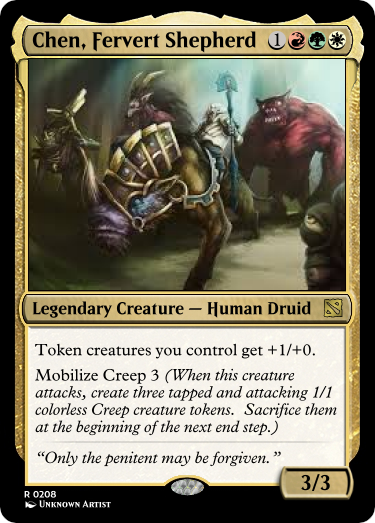 Chen, Fervert Shepherd 1
Legendary Creature — Human Druid
Token creatures you control get +1/+0.
Mobilize Creep 3 (When this creature
attacks, create three tapped and attacking 1/1
colorless Creep creature tokens. Sacrifice them
at the beginning of the next end step.)
"Only the penitent may be forgiven."
3/3
R 0208
Unknown Artist